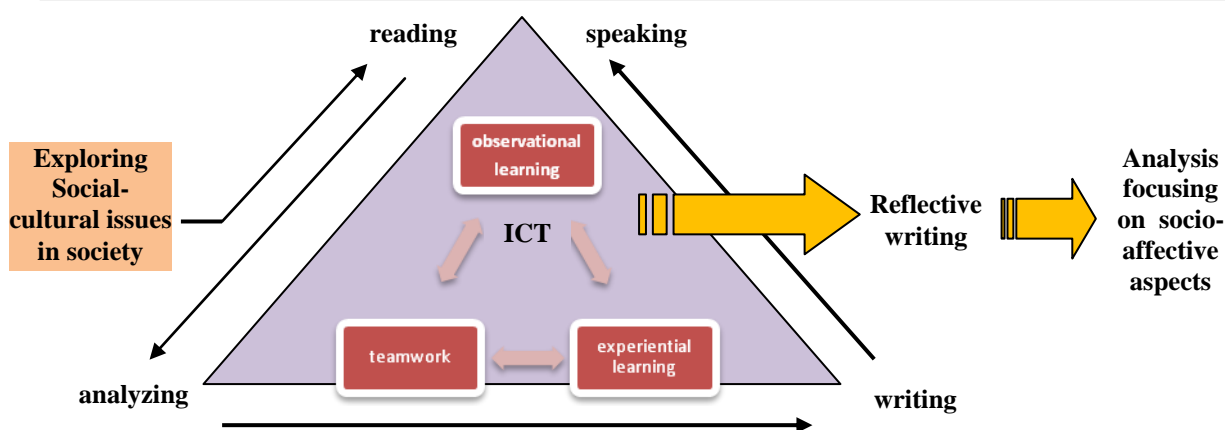 reading
speaking
observational
learning
Exploring
Social-
cultural issues
in society
ICT
Reflective
writing
Analysis
focusing
on socio-
affective
aspects
teamwork
experiential
learning
analyzing
writing